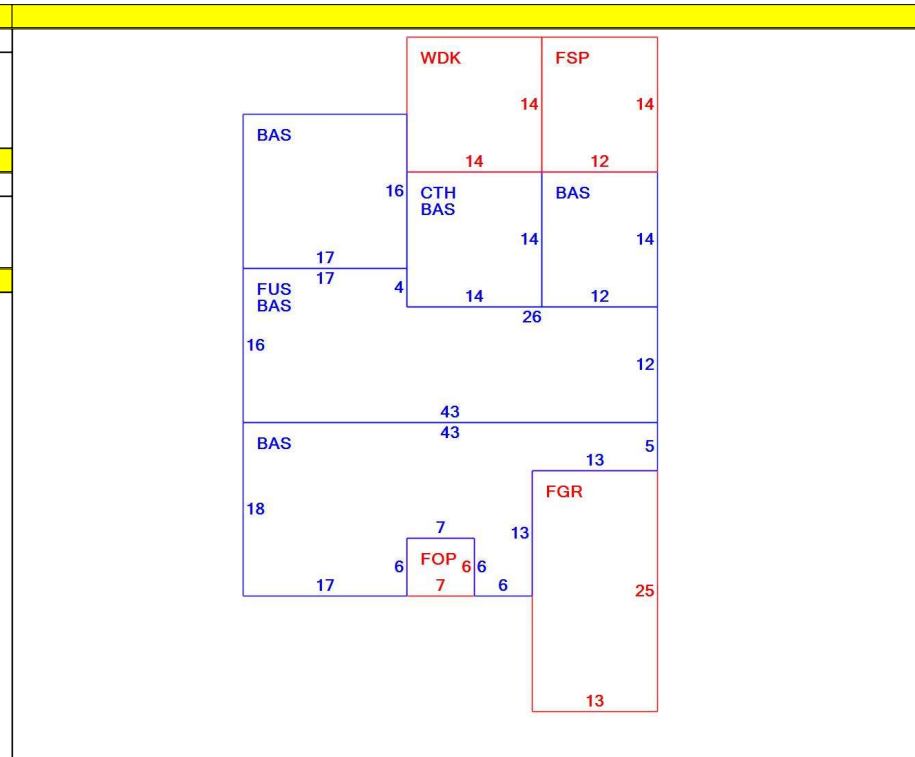 WDK FSP
14 14
BAS
14 12
16 CTH BAS
BAS
14 14
17
17
FUS 4 14 12
BAS
26
16
12
43
43
BAS 5
13
FGR
18
7 13
FOP 6 6 6
25
17 7 6
13